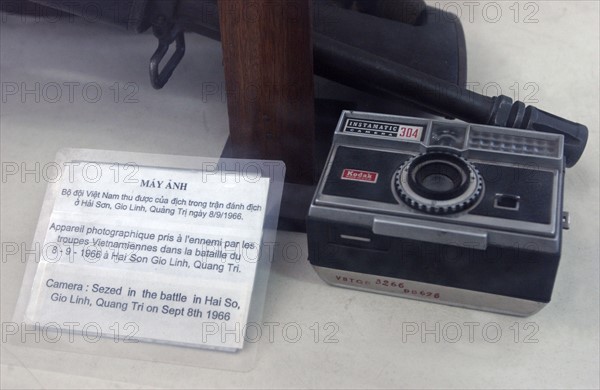 MÁY ẢNH
Bộ đội Việt Nam thu được của địch trong trận đánh địch
ở Hải Sơn, Gio Linh, Quảng Trị ngày 8/9/1966.
Appareil photographique pris à l'ennemi par les
troupes Vietnamiennes dans la bataille du
8 - 9 - 1966 à Hai Son Gio Linh, Quang Tri.
Camera : Sezed in the battle in Hai So,
Gio Linh, Quang Tri on Sept 8th 1966
INSTAMATIC 304
CAMERA
Kodak
3266